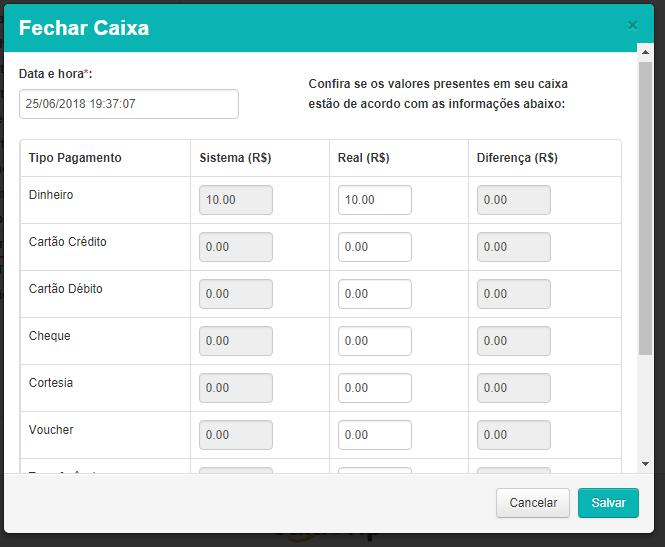 Fechar Caixa ×
Data e hora*:
25/06/2018 19:37:07
Confira se os valores presentes em seu caixa
estão de acordo com as informações abaixo:
Tipo Pagamento Sistema (R$) Real (R$) Diferença (R$)
Dinheiro 10.00 10.00 0.00
Cartão Crédito 0.00 0.00 0.00
Cartão Débito 0.00 0.00 0.00
Cheque 0.00 0.00 0.00
Cortesia 0.00 0.00 0.00
Voucher 0.00 0.00 0.00
Cancelar Salvar